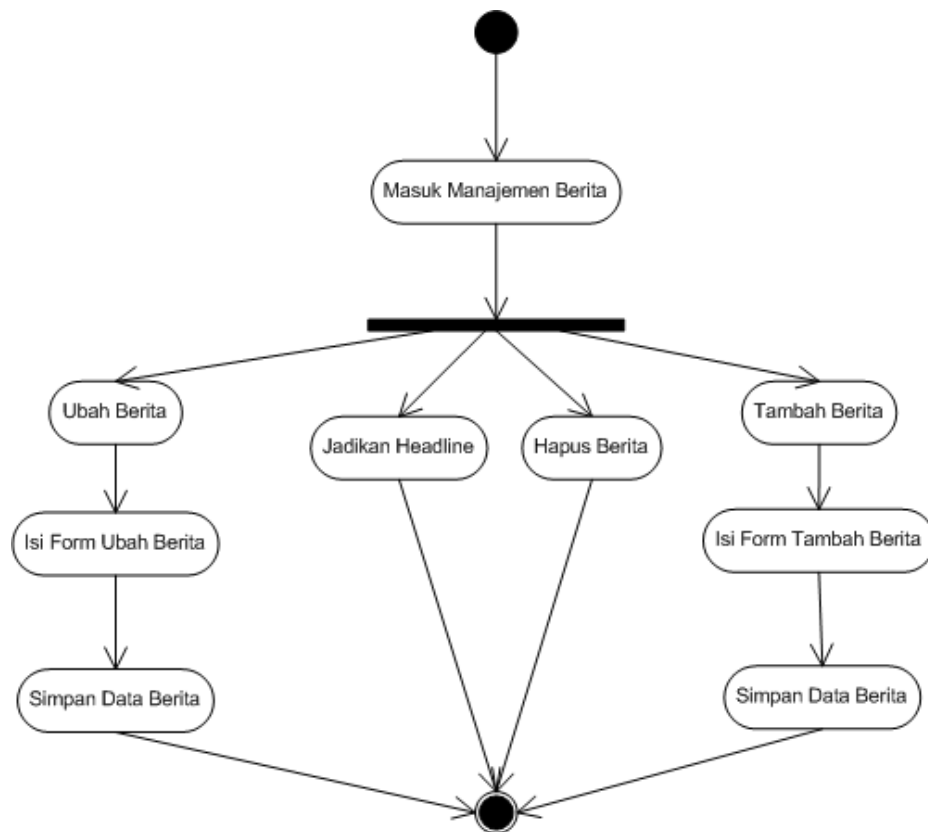 Masuk Manajemen Berita
Ubah Berita
Tambah Berita
Jadikan Headline
Hapus Berita
Isi Form Ubah Berita
Isi Form Tambah Berita
Simpan Data Berita
Simpan Data Berita